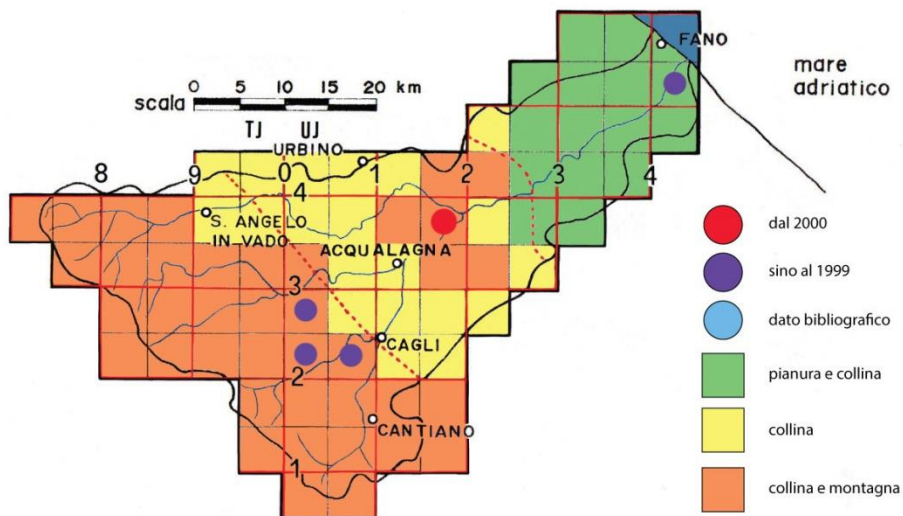 FANO
mare
adriatico
0 5 10 15 20 km
scala
TJ UJ
URBINO
8 9 0 1 2 3 4
4
S. ANGELO
IN VADO
ACQUALAGNA
3
CAGLI
2
CANTIANO
1
dal 2000
sino al 1999
dato bibliografico
pianura e collina
collina
collina e montagna